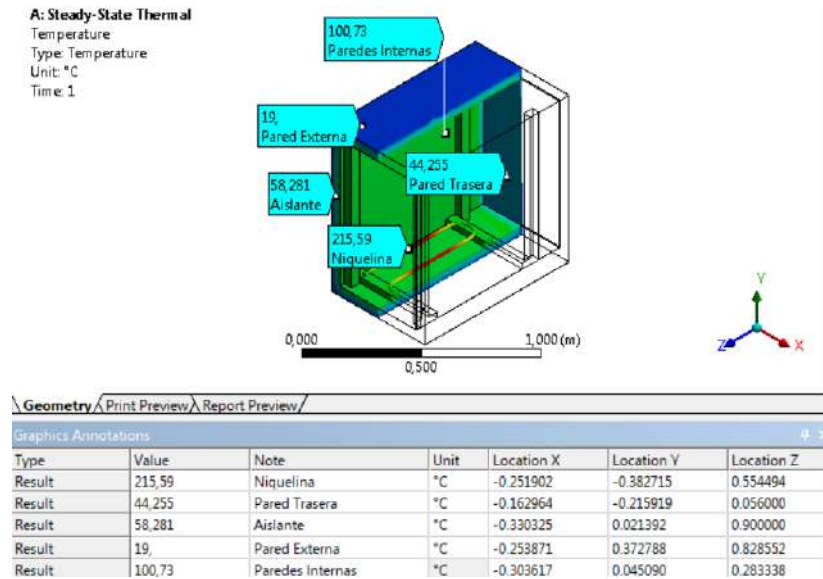 A: Steady-State Thermal
Temperature
Type: Temperature
Unit: °C
Time: 1
100,73
Paredes Internas
19,
Pared Externa
44,255
Pared Trasera
58,281
Aislante
215,59
Niquelina
Y
Z X
0,000 1,000 (m)
0,500
Geometry Print Preview Report Preview
Graphics Annotations
Type Value Note Unit Location X Location Y Location Z
Result 215,59 Niquelina °C -0.251902 -0.382715 0.554494
Result 44,255 Pared Trasera °C -0.162964 -0.215919 0.056000
Result 58,281 Aislante °C -0.330325 0.021392 0.900000
Result 19, Pared Externa °C -0.253871 0.372788 0.828552
Result 100,73 Paredes Internas °C -0.303617 0.045090 0.283338